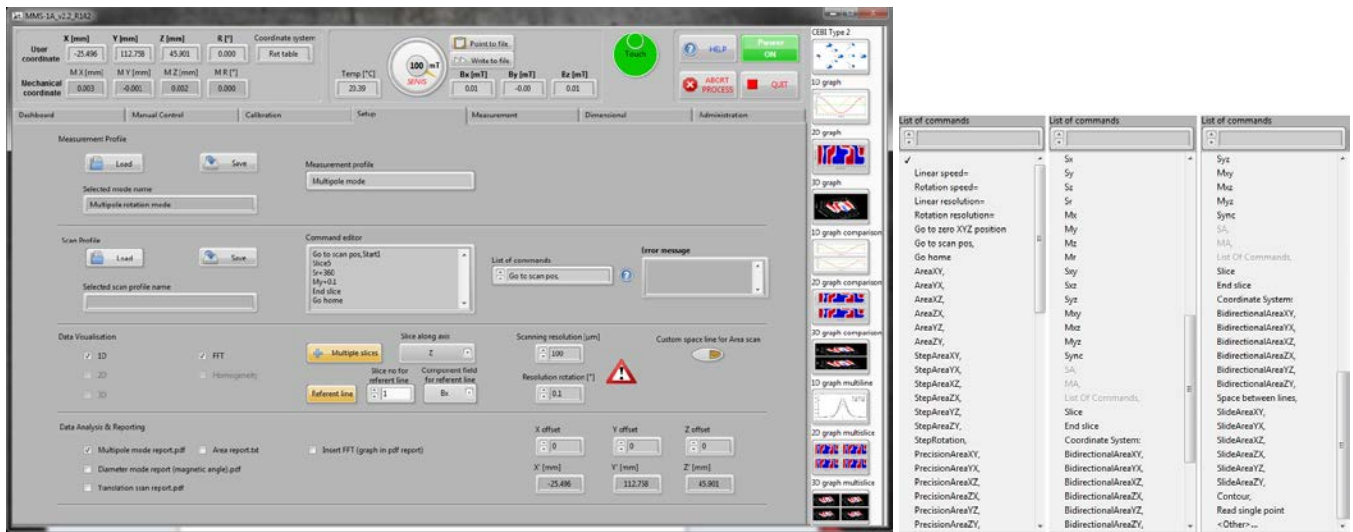 MMS-1A_v2.2_R142
X [mm] Y [mm] Z [mm] R [°] Coordinate system
User coordinate -25.496 112.758 45.901 0.000 Ret table
M X [mm] M Y [mm] M Z [mm] M R [°]
Mechanical coordinate 0.003 -0.001 0.002 0.000
Temp [°C]
23.39
100 mT
SENIS
Point to file
Write to file
Bx [mT] By [mT] Bz [mT]
0.01 -0.00 0.01
Touch
HELP
Power ON
ABORT PROCESS
QUIT
Dashboard Manual Control Calibration Setup Measurement Dimensional Administration
Measurement Profile
Load Save
Selected mode name
Multipole rotation mode
Measurement profile
Multipole mode
Scan Profile
Load Save
Selected scan profile name
Command editor
Go to scan pos,Start1
Slice5
Sr=360
My+0.1
End slice
Go home
List of commands
Go to scan pos,
Error message
Data Visualisation
1D FFT
2D Homogeneity
3D
Multiple slices
Slice along axis
Z
Referent line
Slice no for referent line
1
Component field for referent line
Bx
Scanning resolution [µm]
100
Resolution rotation [°]
0.1
Custom space line for Area scan
Data Analysis & Reporting
Multipole mode report.pdf Area report.txt Insert FFT (graph in pdf report)
Diameter mode report (magnetic angle).pdf
Translation scan report.pdf
X offset Y offset Z offset
0 0 0
X' [mm] Y' [mm] Z' [mm]
-25.496 112.758 45.901
CEBI Type 2
1D graph
2D graph
3D graph
1D graph comparison
2D graph comparison
3D graph comparison
1D graph multiline
2D graph multislice
3D graph multislice
List of commands
Linear speed=
Rotation speed=
Linear resolution=
Rotation resolution=
Go to zero XYZ position
Go to scan pos,
Go home
AreaXY,
AreaYX,
AreaXZ,
AreaZX,
AreaYZ,
AreaZY,
StepAreaXY,
StepAreaYX,
StepAreaXZ,
StepAreaZX,
StepAreaYZ,
StepAreaZY,
StepRotation,
PrecisionAreaXY,
PrecisionAreaYX,
PrecisionAreaXZ,
PrecisionAreaZX,
PrecisionAreaYZ,
PrecisionAreaZY,
List of commands
Sx
Sy
Sz
Sr
Mx
My
Mz
Mr
Sxy
Sxz
Syz
Mxy
Mxz
Myz
Sync
SA,
MA,
List Of Commands,
Slice
End slice
Coordinate System:
BidirectionalAreaXY,
BidirectionalAreaYX,
BidirectionalAreaXZ,
BidirectionalAreaZX,
BidirectionalAreaYZ,
BidirectionalAreaZY,
List of commands
Syz
Mxy
Mxz
Myz
Sync
SA,
MA,
List Of Commands,
Slice
End slice
Coordinate System:
BidirectionalAreaXY,
BidirectionalAreaYX,
BidirectionalAreaXZ,
BidirectionalAreaZX,
BidirectionalAreaYZ,
BidirectionalAreaZY,
Space between lines,
SlideAreaXY,
SlideAreaYX,
SlideAreaXZ,
SlideAreaZX,
SlideAreaYZ,
SlideAreaZY,
Contour,
Read single point
<Other>...